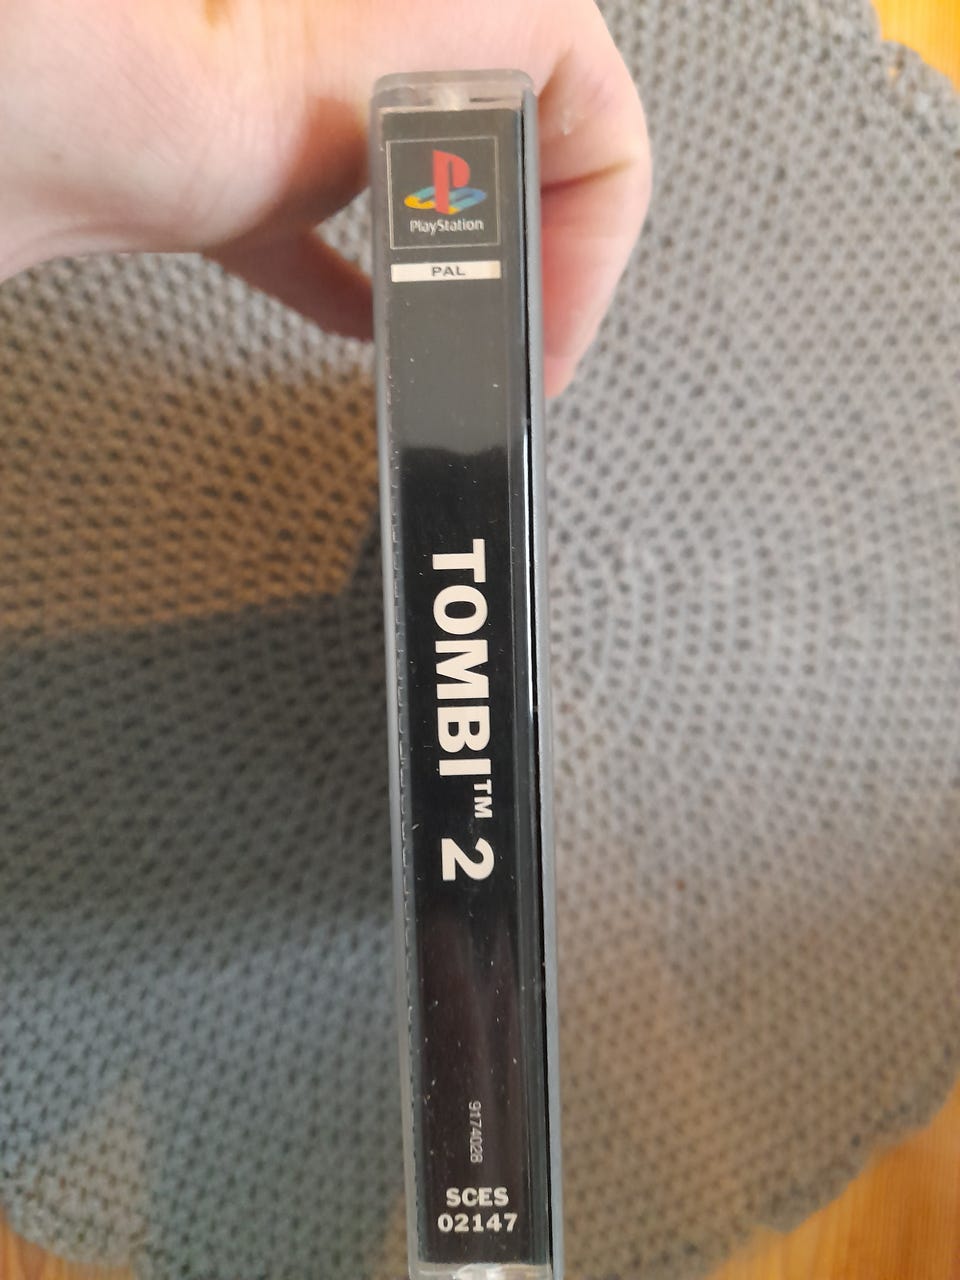 PlayStation
PAL
TOMBI™ 2
9174028
SCES
02147